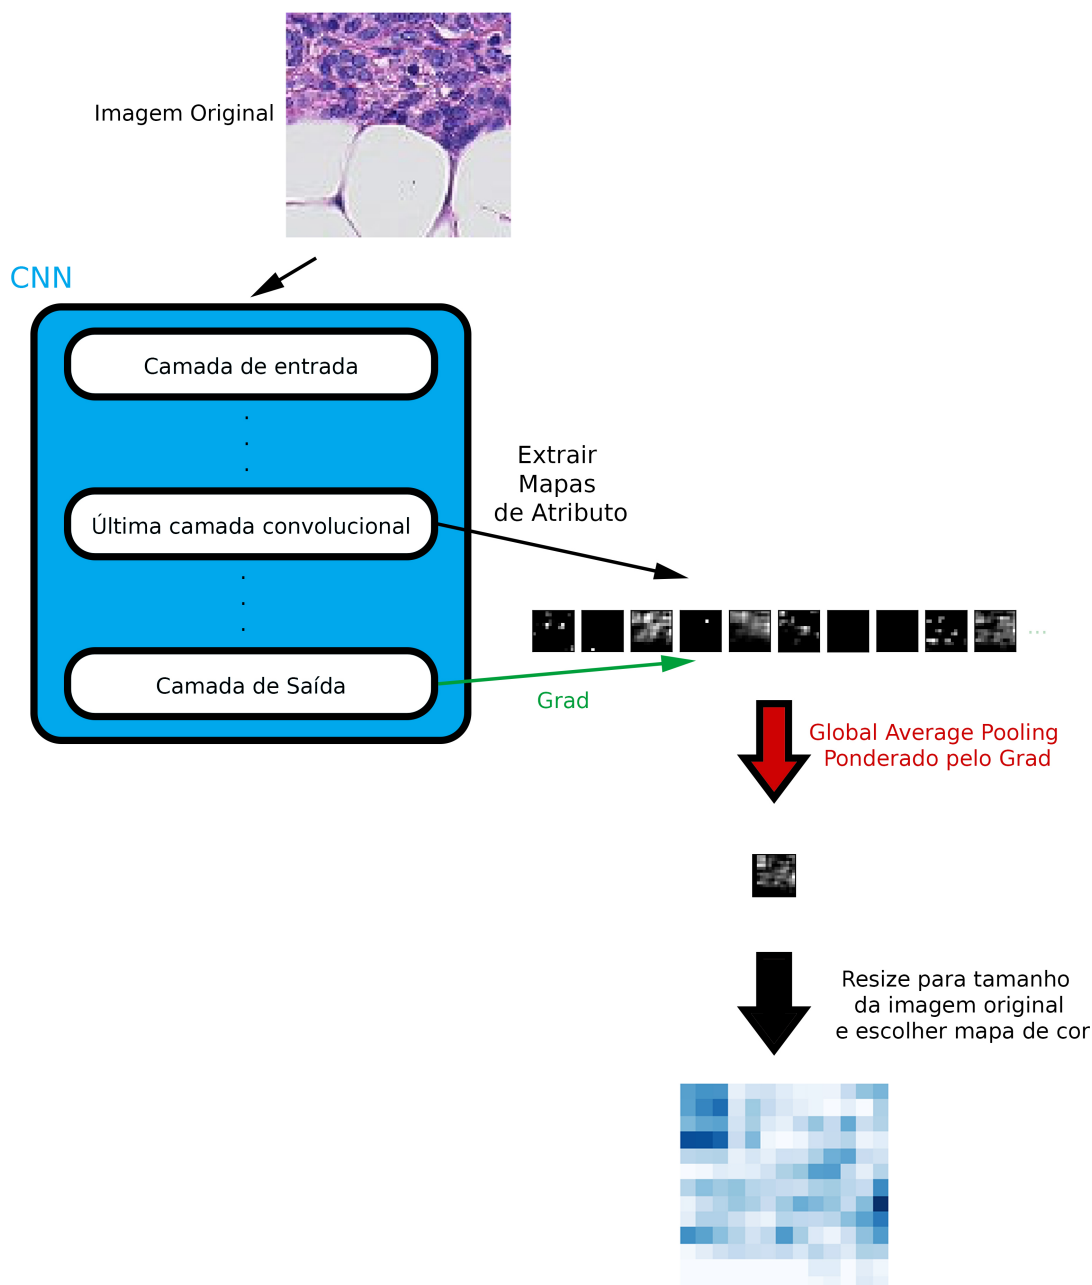 Imagem Original
CNN
Camada de entrada
.
.
.
Última camada convolucional
.
.
.
Camada de Saída
Extrair
Mapas
de Atributo
...
Grad
Global Average Pooling
Ponderado pelo Grad
Resize para tamanho
da imagem original
e escolher mapa de cor